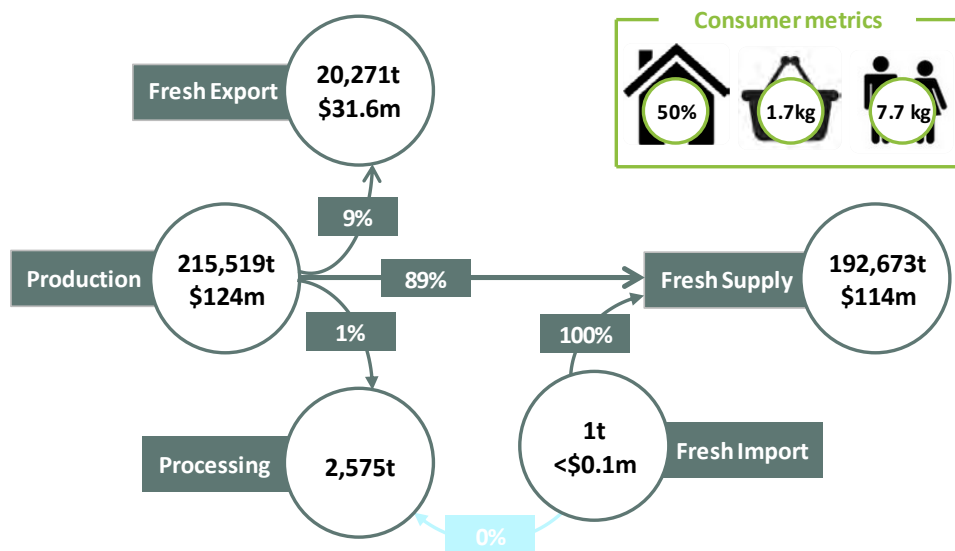 Consumer metrics
50%
1.7kg
7.7 kg
Fresh Export
20,271t
$31.6m
9%
Production
215,519t
$124m
89%
Fresh Supply
192,673t
$114m
1%
100%
Processing
2,575t
1t
<$0.1m
Fresh Import
0%